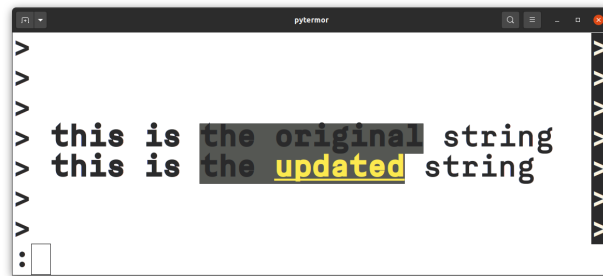 pytermor
> >
> >
> >
> this is the original string >
> this is the updated string >
> >
> >
: